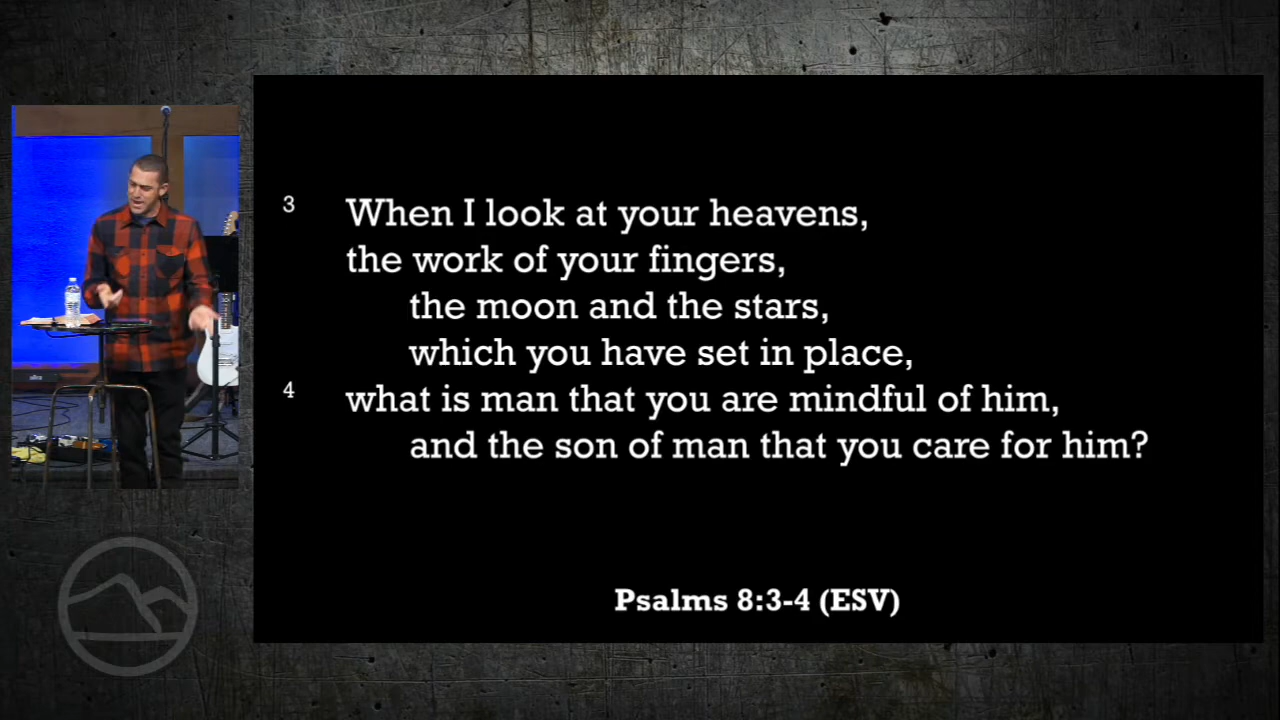 3 When I look at your heavens,
the work of your fingers,
the moon and the stars,
which you have set in place,
4 what is man that you are mindful of him,
and the son of man that you care for him?
Psalms 8:3-4 (ESV)